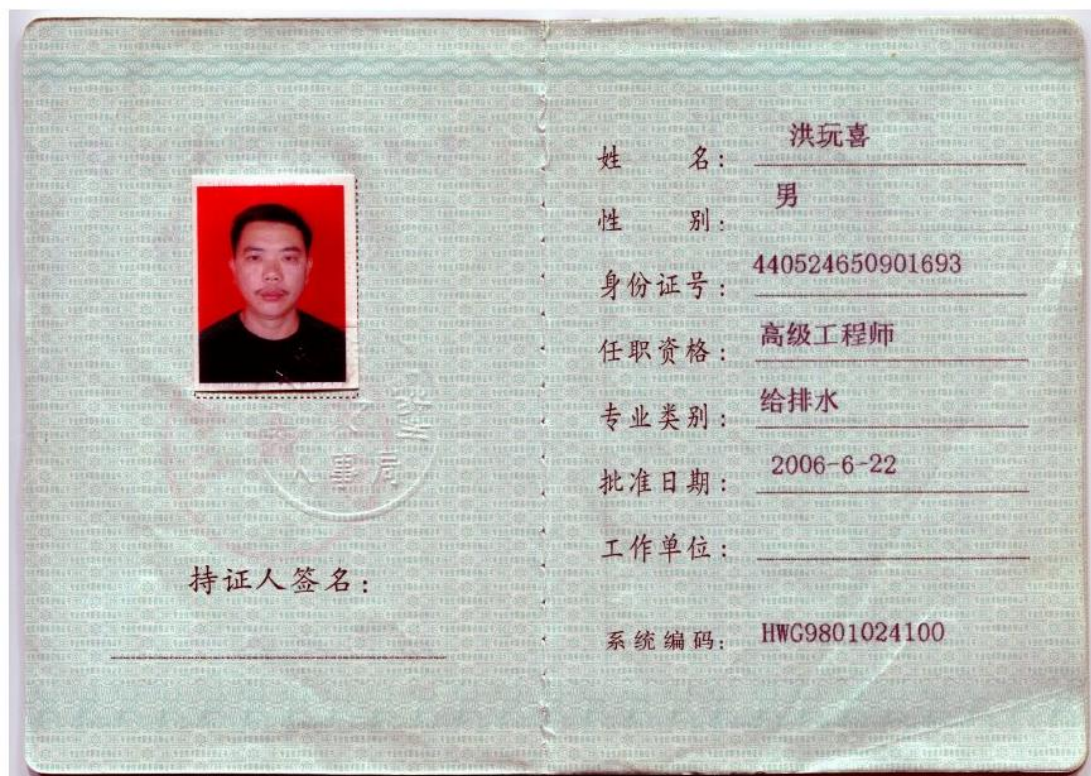 持证人签名：
姓 名： 洪玩喜
性 别： 男
身份证号： 440524650901693
任职资格： 高级工程师
专业类别： 给排水
批准日期： 2006-6-22
工作单位：
系统编码： HWG9801024100